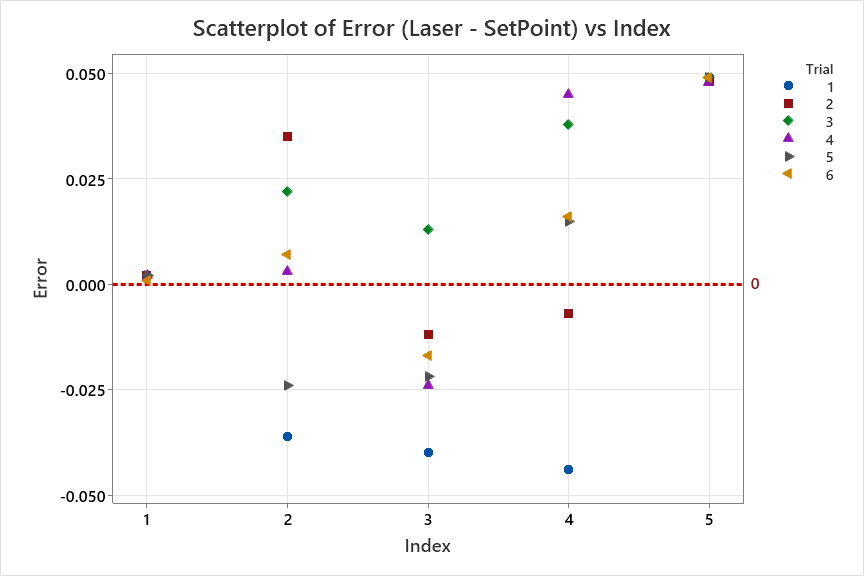 Scatterplot of Error (Laser - SetPoint) vs Index
Trial
1
2
3
4
5
6
0.050
0.025
0.000
-0.025
-0.050
Error
0
1 2 3 4 5
Index